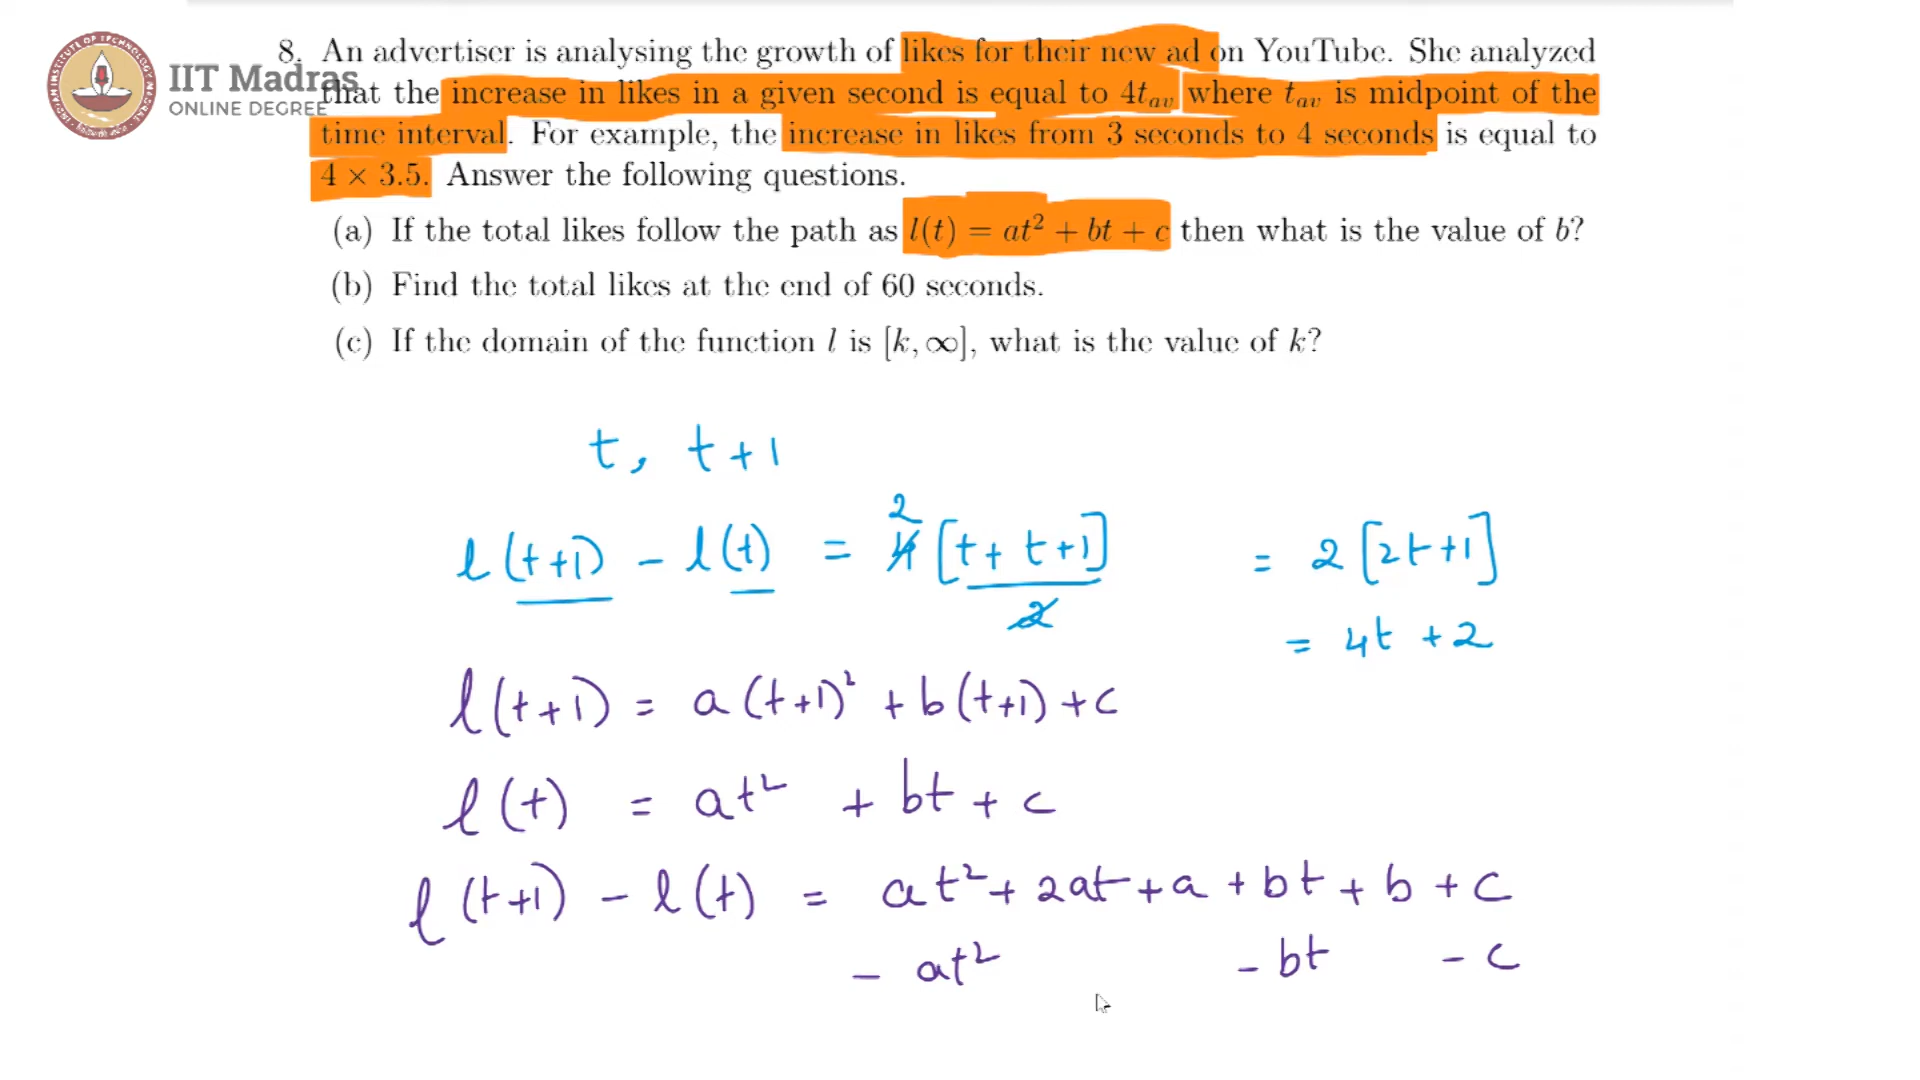 IIT Madras
ONLINE DEGREE
8. An advertiser is analysing the growth of likes for their new ad on YouTube. She analyzed
that the increase in likes in a given second is equal to 4t_av where t_av is midpoint of the
time interval. For example, the increase in likes from 3 seconds to 4 seconds is equal to
4 × 3.5. Answer the following questions.
(a) If the total likes follow the path as l(t) = at² + bt + c then what is the value of b?
(b) Find the total likes at the end of 60 seconds.
(c) If the domain of the function l is [k, ∞], what is the value of k?
t, t+1
l(t+1) - l(t) = 4 2 [t + t+1] / 2 = 2[2t+1]
= 4t + 2
l(t+1) = a(t+1)² + b(t+1) + c
l(t) = at² + bt + c
l(t+1) - l(t) = at² + 2at + a + bt + b + c
- at² - bt - c